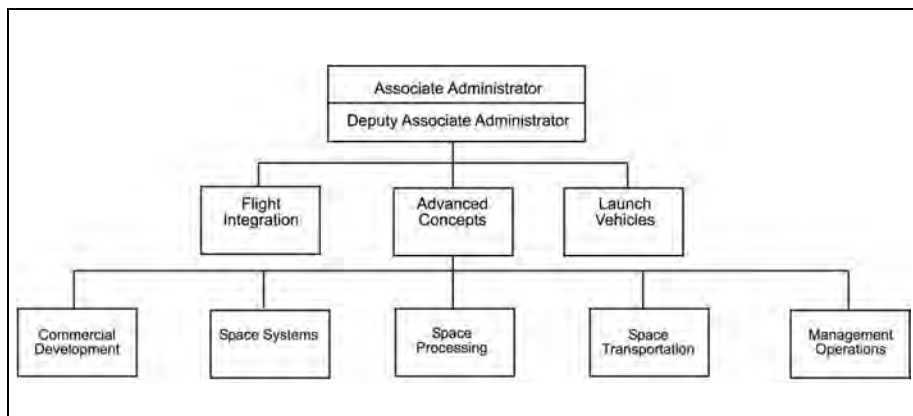 Associate Administrator
Deputy Associate Administrator
Flight
Integration
Advanced
Concepts
Launch
Vehicles
Commercial
Development
Space Systems
Space
Processing
Space
Transportation
Management
Operations